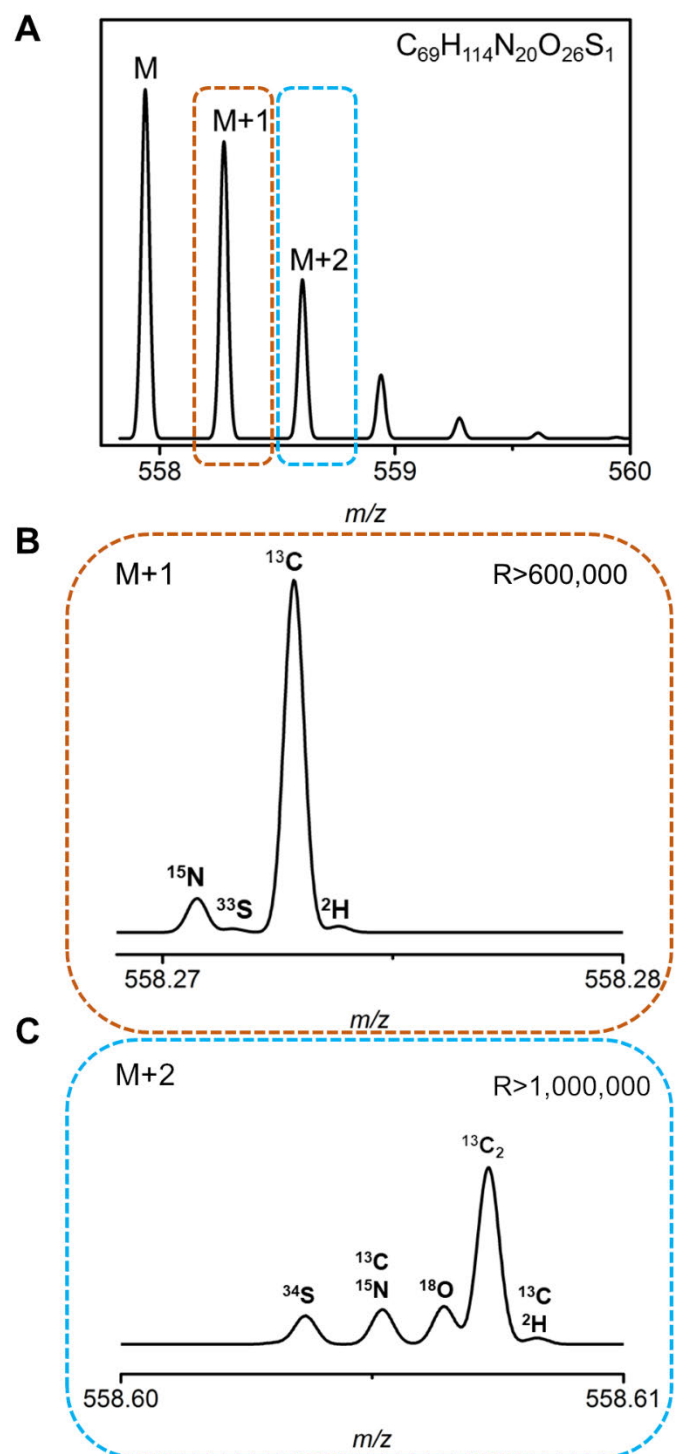 A
C₆₉H₁₁₄N₂₀O₂₆S₁
M
M+1
M+2
558
559
560
m/z
B
M+1
R>600,000
¹³C
¹⁵N
³³S
²H
558.27
558.28
m/z
C
M+2
R>1,000,000
¹³C₂
¹³C
³⁴S
¹⁵N
¹⁸O
¹³C
²H
558.60
558.61
m/z